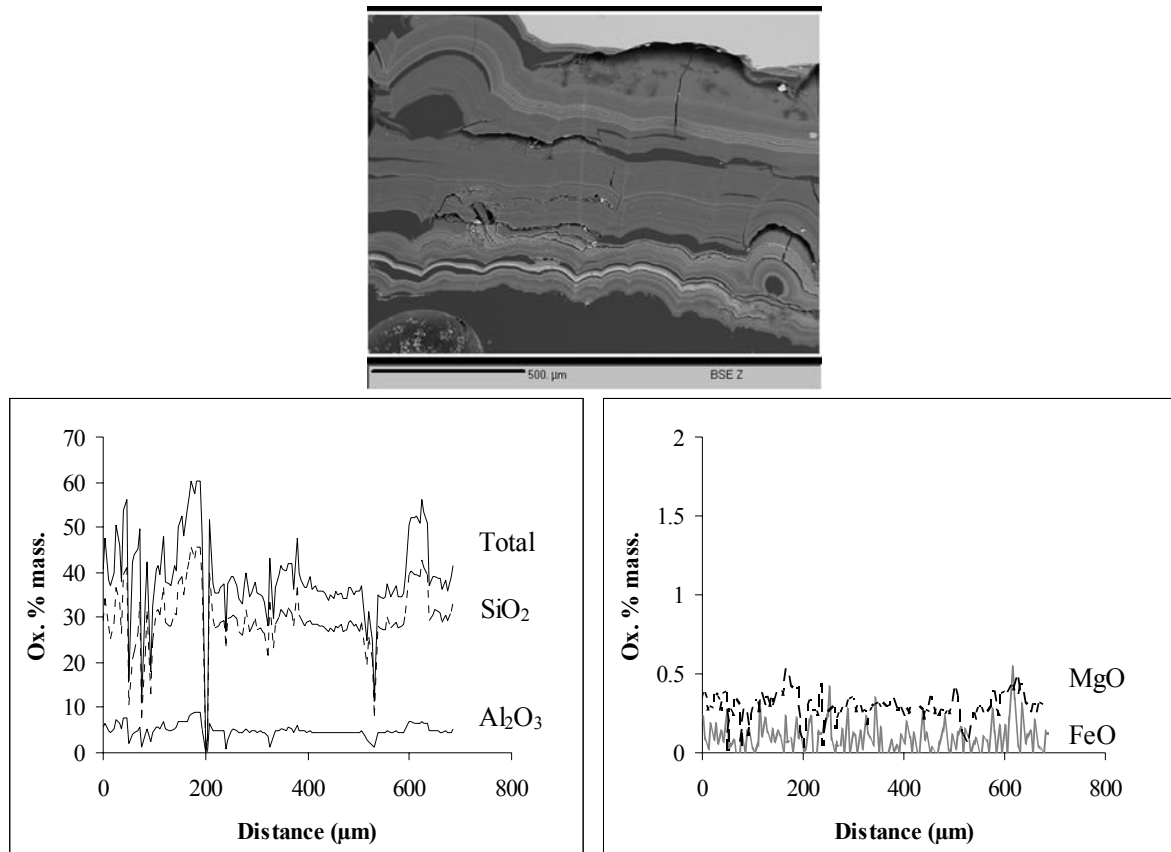 500. µm
BSE Z
70
60
50
40
30
20
10
0
Ox. % mass.
Total
SiO₂
Al₂O₃
0
200
400
600
800
Distance (µm)
2
1.5
1
0.5
0
Ox. % mass.
MgO
FeO
0
200
400
600
800
Distance (µm)